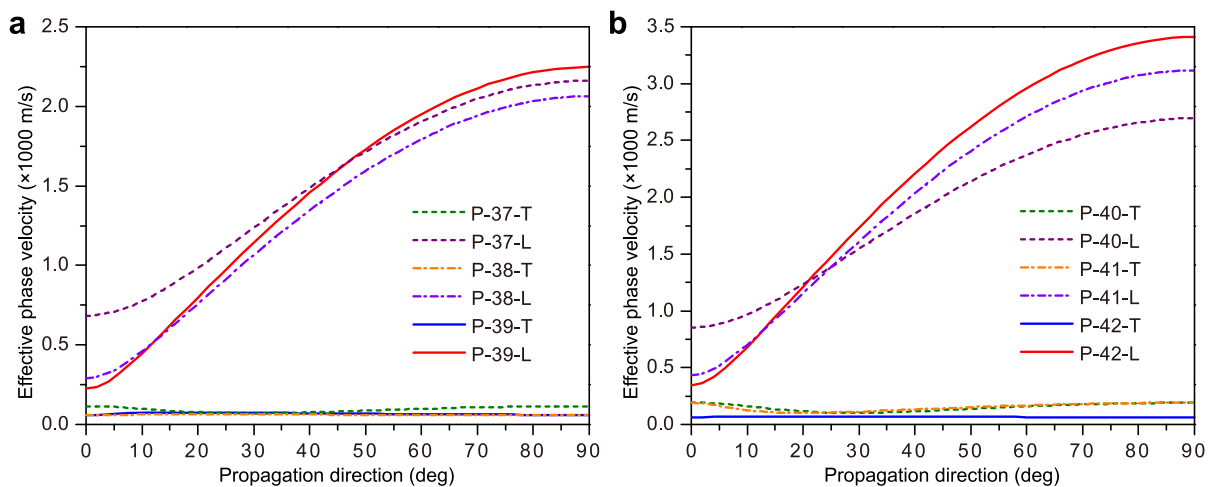 a
Effective phase velocity (×1000 m/s)
2.5
2.0
1.5
1.0
0.5
0.0
P-37-T
P-37-L
P-38-T
P-38-L
P-39-T
P-39-L
0 10 20 30 40 50 60 70 80 90
Propagation direction (deg)
b
Effective phase velocity (×1000 m/s)
3.5
3.0
2.5
2.0
1.5
1.0
0.5
0.0
P-40-T
P-40-L
P-41-T
P-41-L
P-42-T
P-42-L
0 10 20 30 40 50 60 70 80 90
Propagation direction (deg)